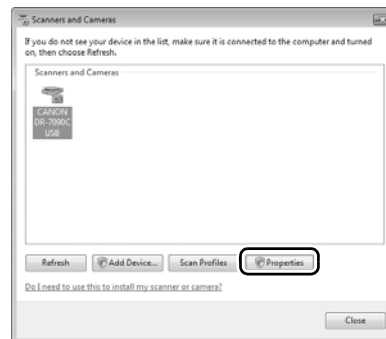 Scanners and Cameras
If you do not see your device in the list, make sure it is connected to the computer and turned
on, then choose Refresh.
Scanners and Cameras
CANON
DR-7090C
USB
Refresh
Add Device...
Scan Profiles
Properties
Do I need to use this to install my scanner or camera?
Close